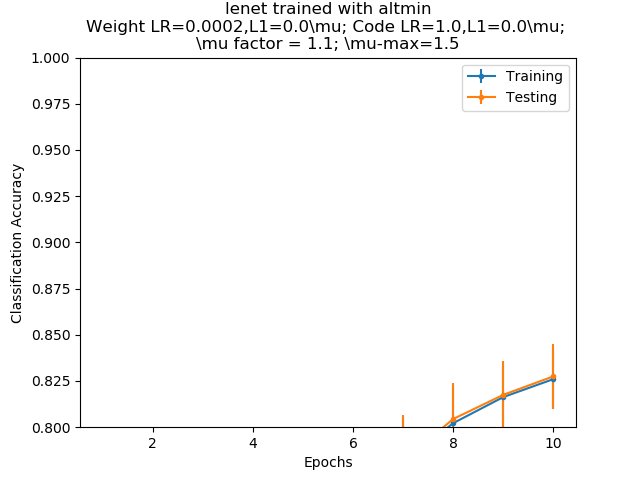 lenet trained with altmin
Weight LR=0.0002,L1=0.0\mu; Code LR=1.0,L1=0.0\mu;
\mu factor = 1.1; \mu-max=1.5
1.000
0.975
0.950
0.925
0.900
0.875
0.850
0.825
0.800
Classification Accuracy
Training
Testing
2
4
6
8
10
Epochs